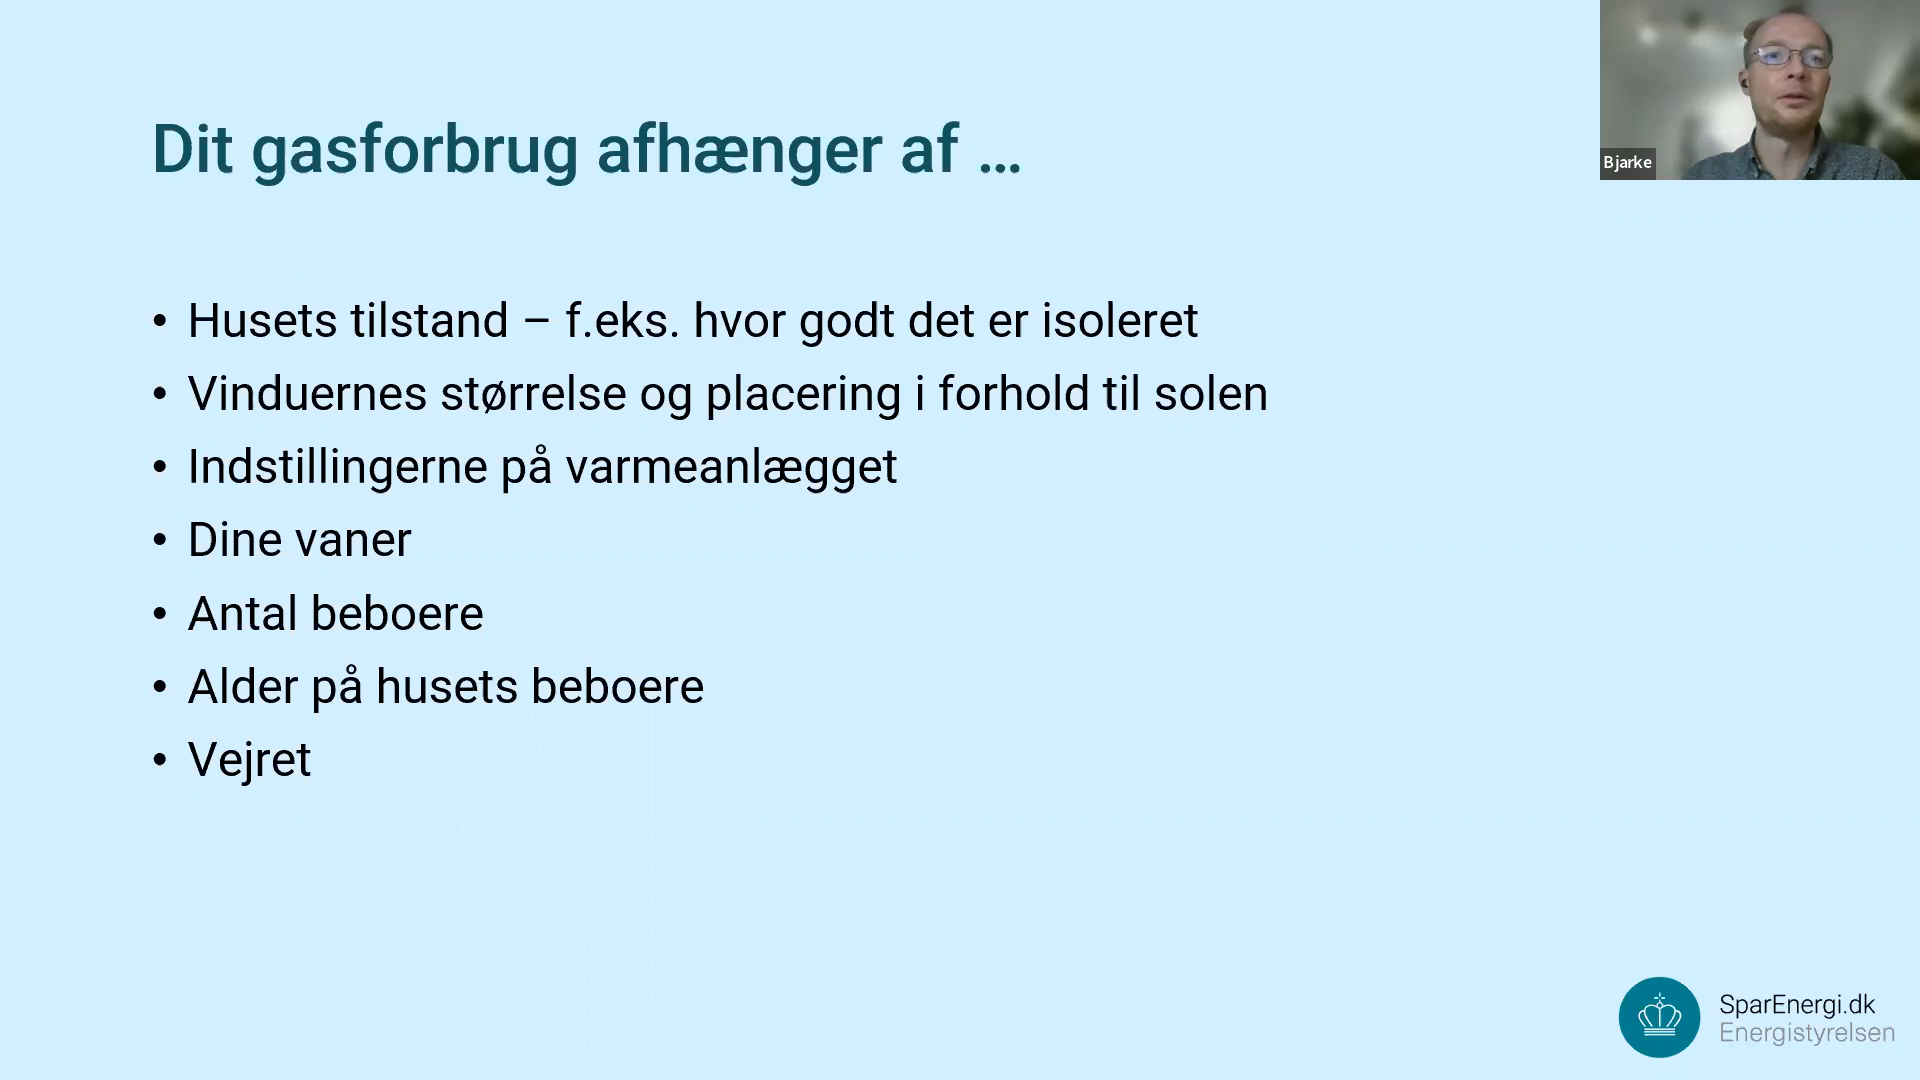 Dit gasforbrug afhænger af ...
Bjarke
• Husets tilstand – f.eks. hvor godt det er isoleret
• Vinduernes størrelse og placering i forhold til solen
• Indstillingerne på varmeanlægget
• Dine vaner
• Antal beboere
• Alder på husets beboere
• Vejret
SparEnergi.dk
Energistyrelsen